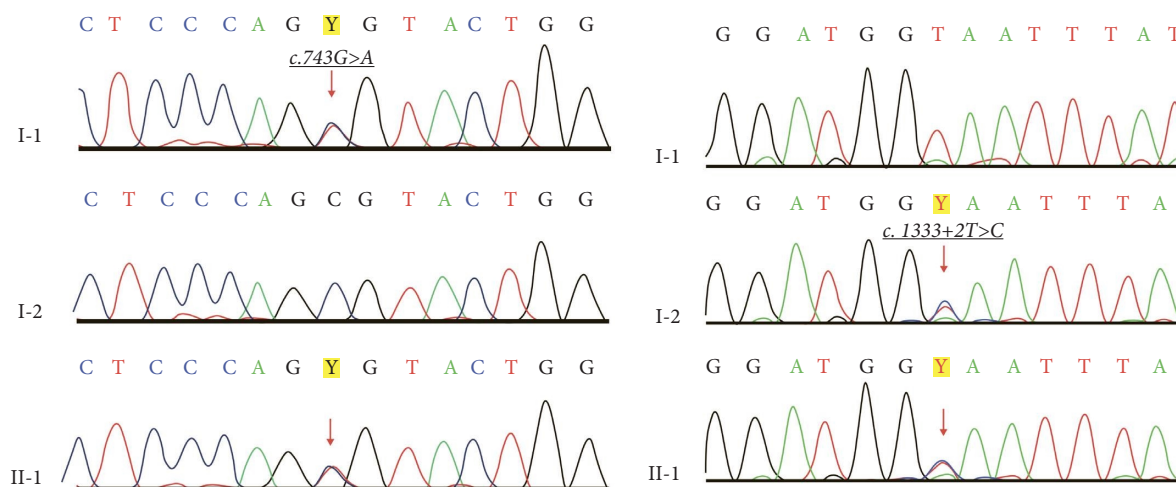 C T C C C A G Y G T A C T G G
c.743G>A
I-1
C T C C C A G C G T A C T G G
I-2
C T C C C A G Y G T A C T G G
II-1
G G A T G G T A A T T T A T
I-1
G G A T G G Y A A T T T A
c. 1333+2T>C
I-2
G G A T G G Y A A T T T A
II-1